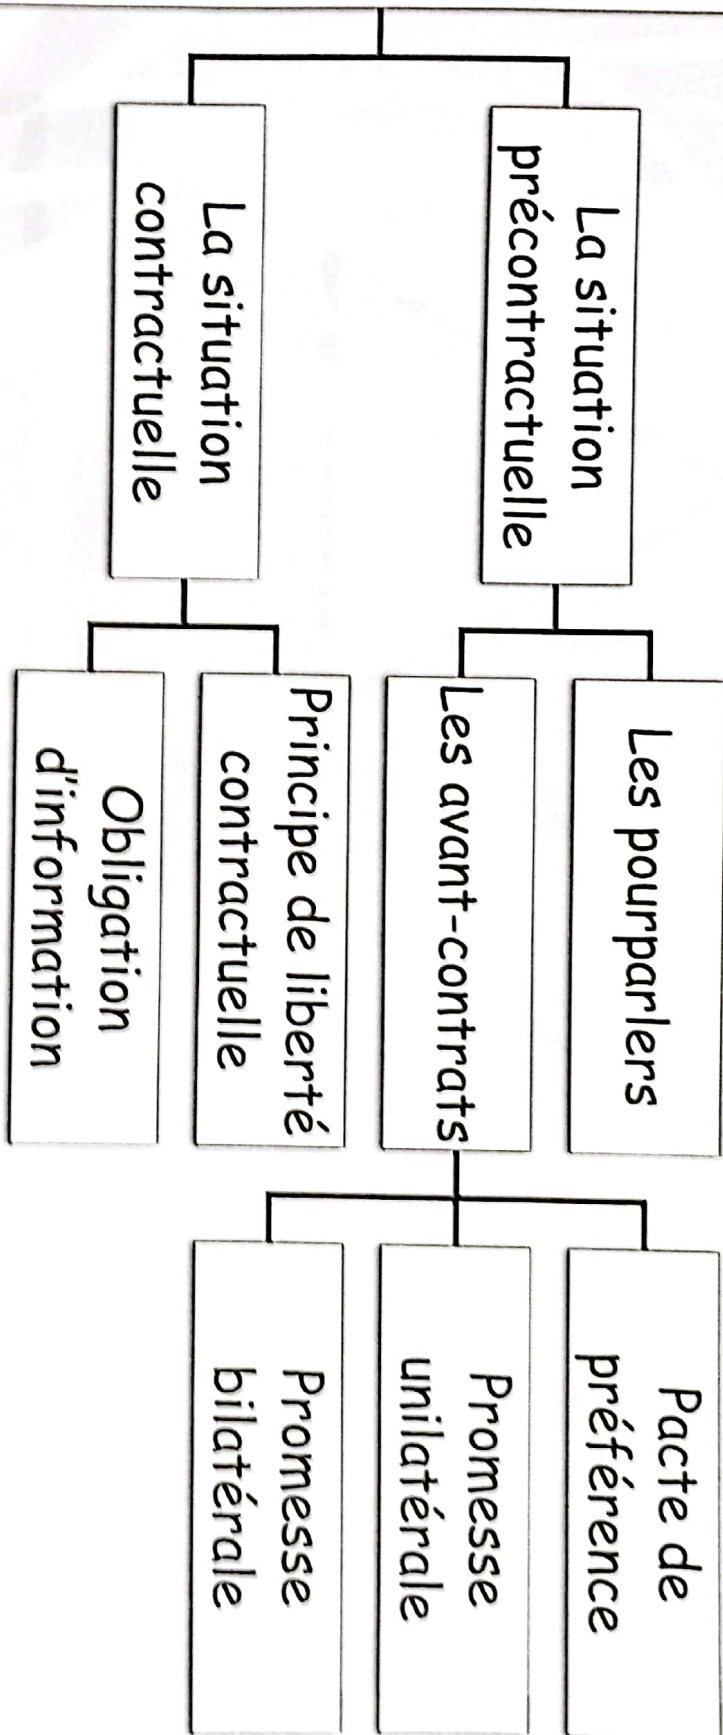 La situation
précontractuelle
Les pourparlers
Les avant-contrats
Pacte de
préférence
Promesse
unilatérale
Promesse
bilatérale
La situation
contractuelle
Principe de liberté
contractuelle
Obligation
d'information